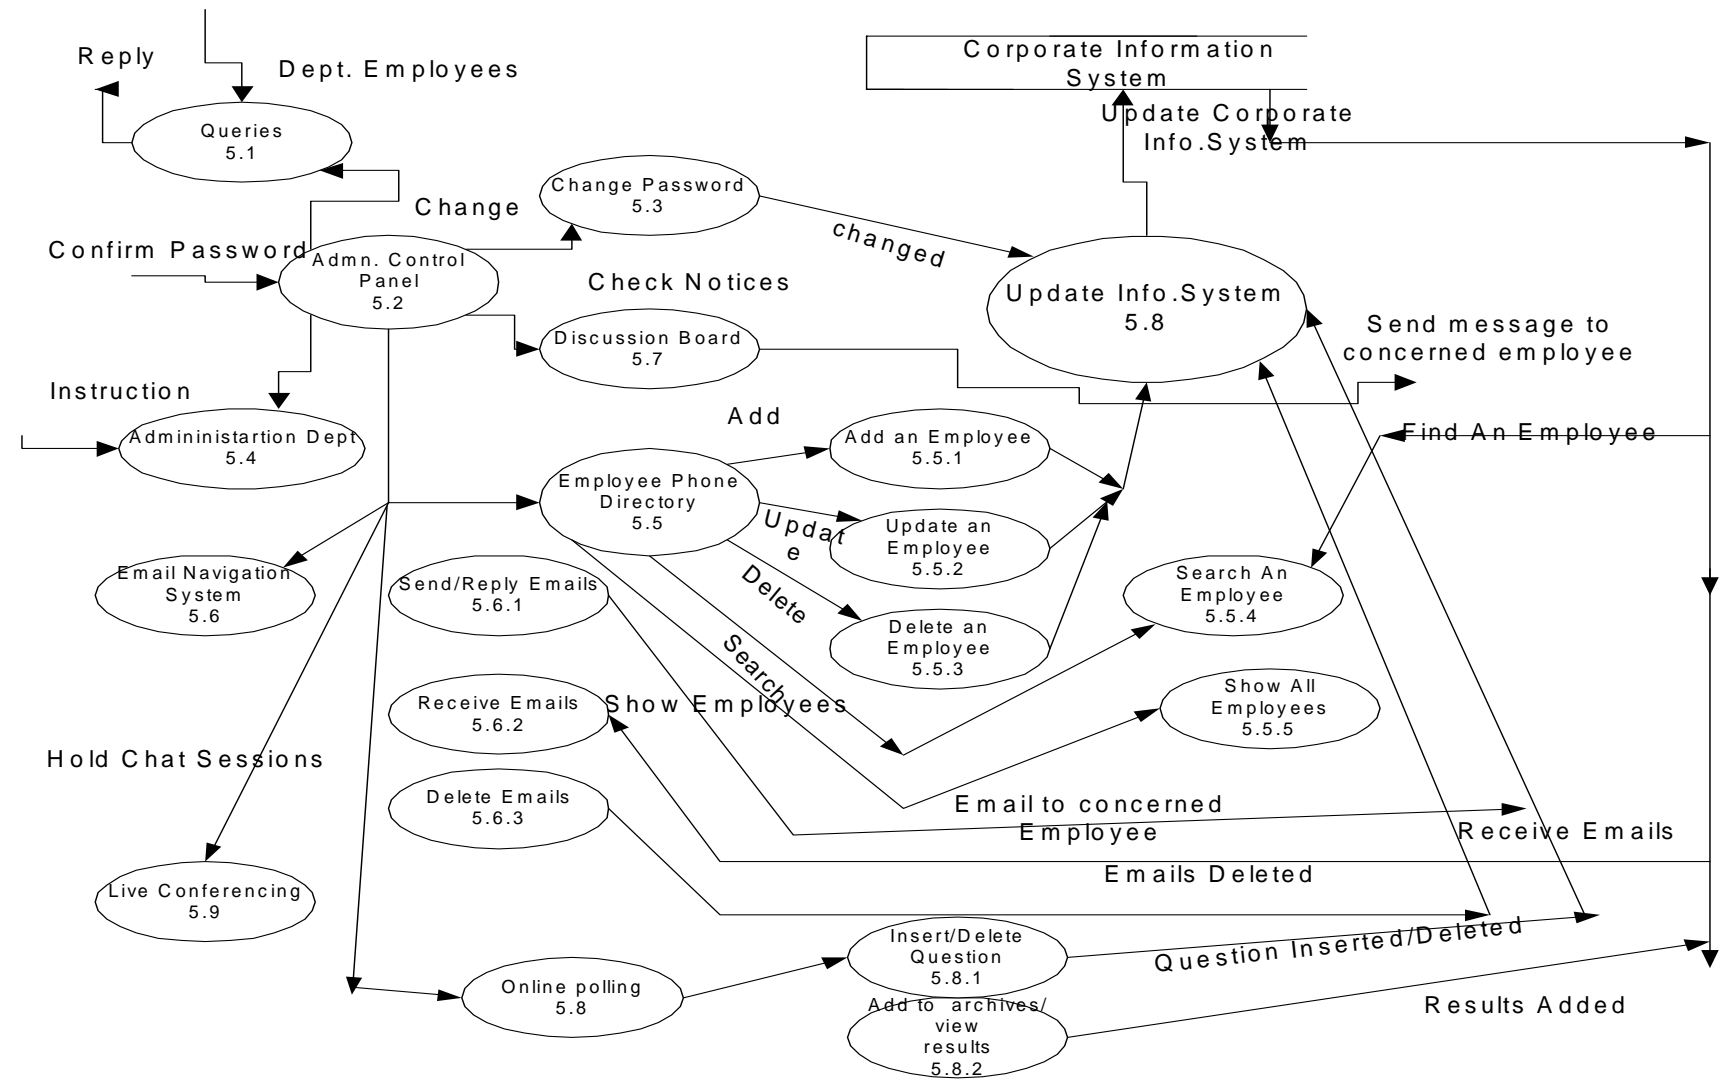 Reply
Dept. Employees
Queries
5.1
Corporate Information
System
Update Corporate
Info.System
Change Password
5.3
Change
changed
Confirm Password
Admn. Control
Panel
5.2
Check Notices
Update Info.System
5.8
Discussion Board
5.7
Send message to
concerned employee
Instruction
Admininistartion Dept
5.4
Add
Add an Employee
5.5.1
Find An Employee
Employee Phone
Directory
5.5
Updat
e
Update an
Employee
5.5.2
Email Navigation
System
5.6
Send/Reply Emails
5.6.1
Delete
Search An
Employee
5.5.4
Delete an
Employee
5.5.3
Search
Receive Emails
5.6.2
Show Employees
Show All
Employees
5.5.5
Hold Chat Sessions
Delete Emails
5.6.3
Email to concerned
Employee
Receive Emails
Emails Deleted
Live Conferencing
5.9
Insert/Delete
Question
5.8.1
Question Inserted/Deleted
Online polling
5.8
Add to archives/
view
results
5.8.2
Results Added